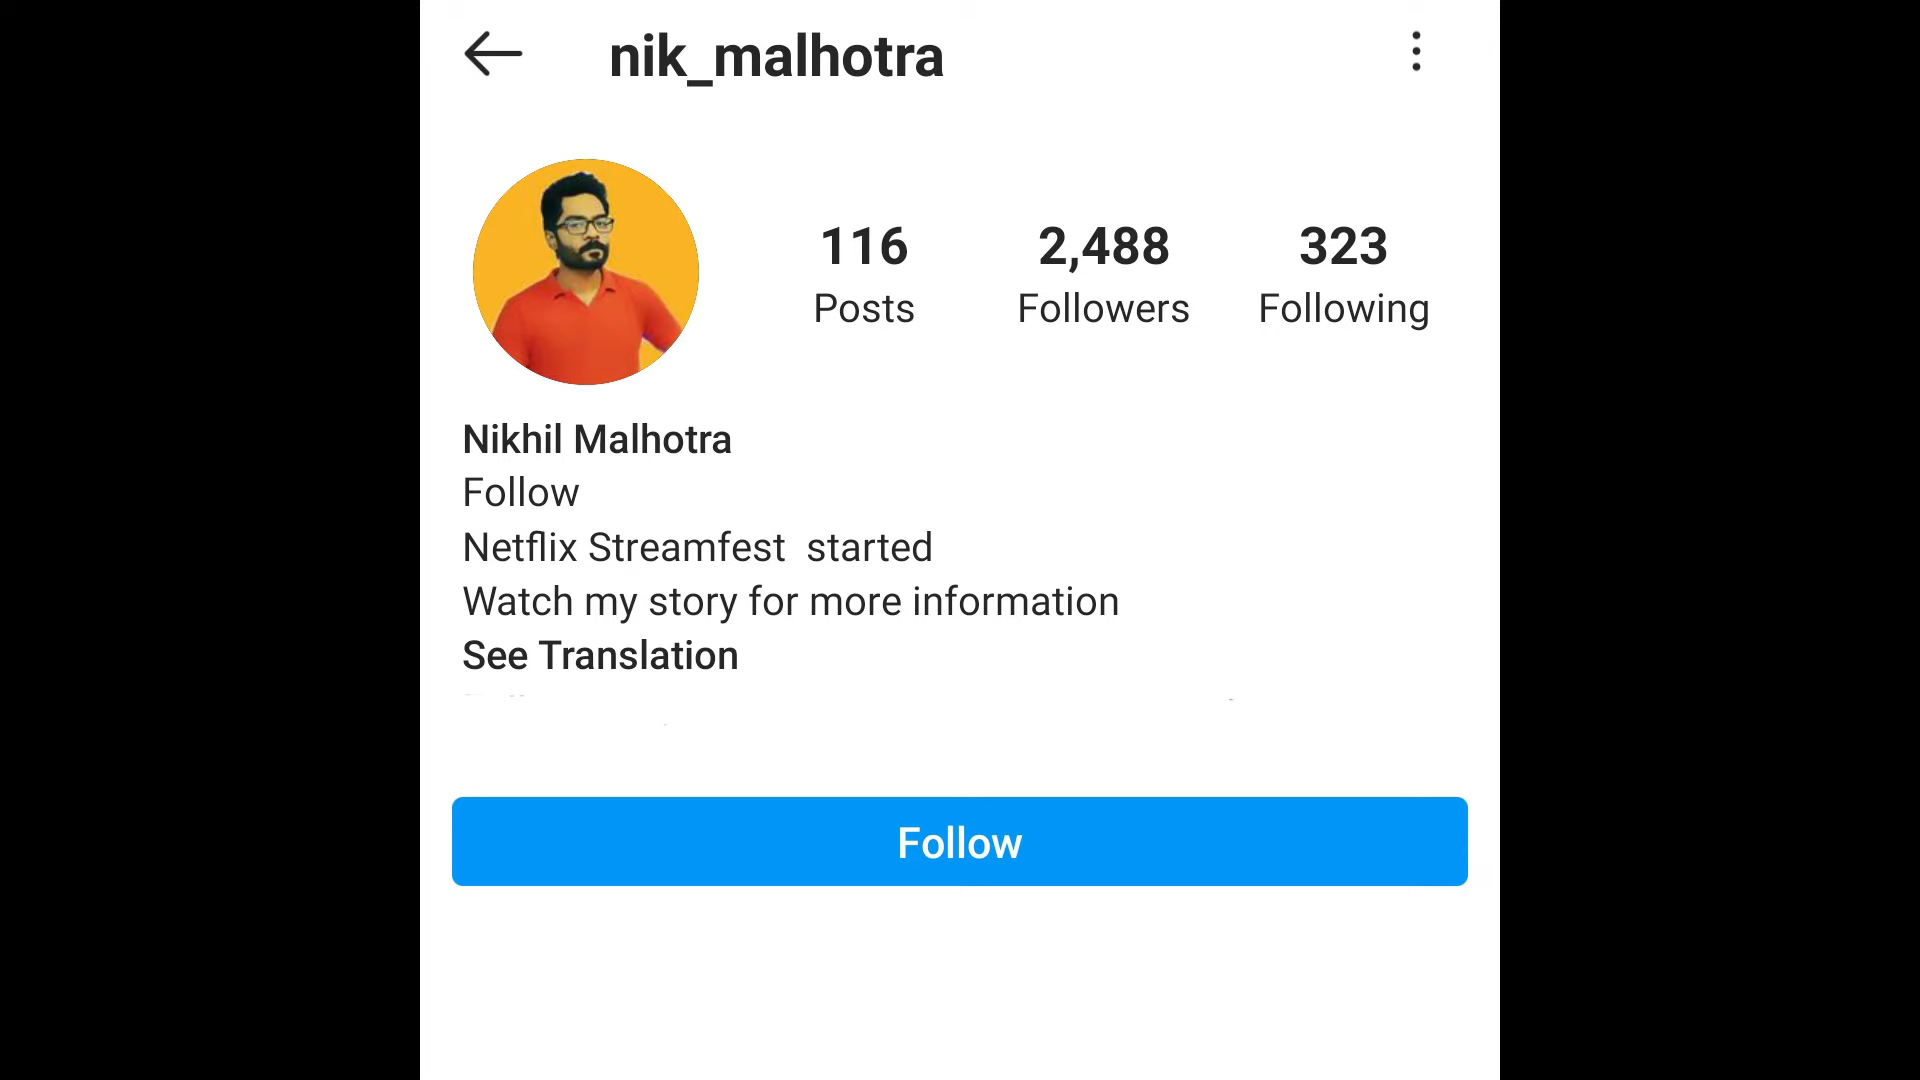 nik_malhotra
116 2,488 323
Posts Followers Following
Nikhil Malhotra
Follow
Netflix Streamfest started
Watch my story for more information
See Translation
Follow